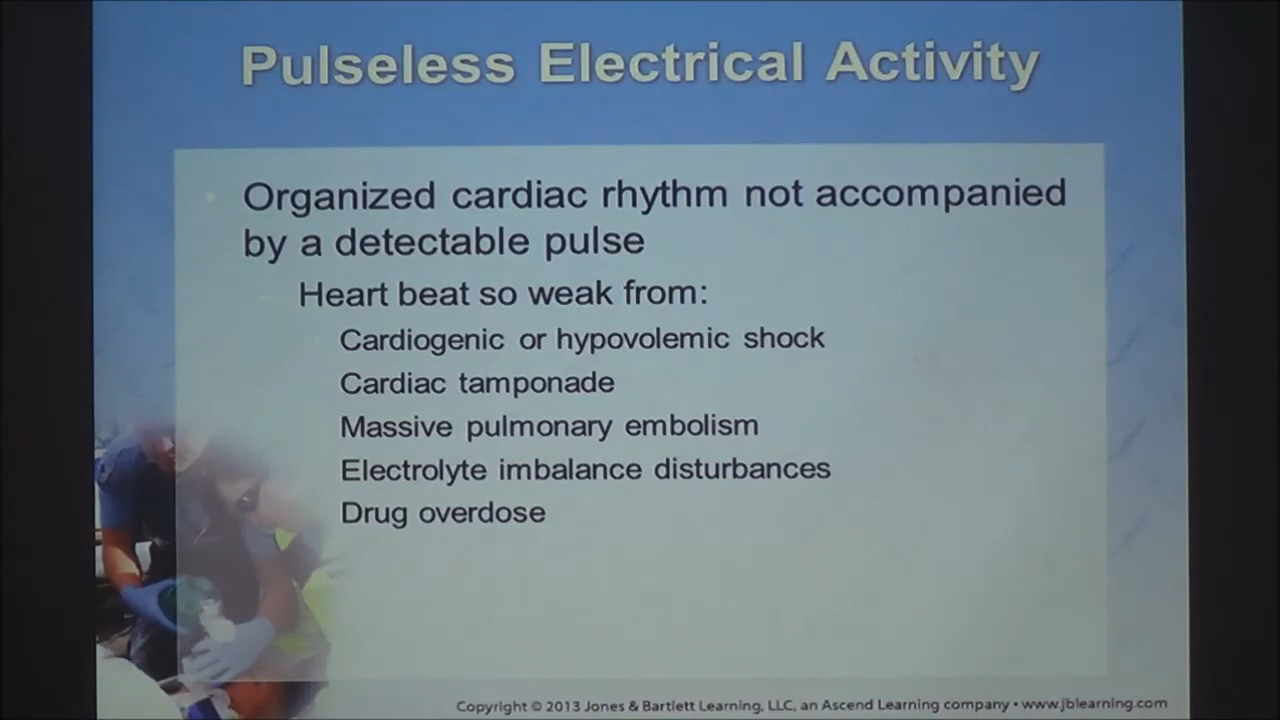 Pulseless Electrical Activity
Organized cardiac rhythm not accompanied
by a detectable pulse
Heart beat so weak from:
Cardiogenic or hypovolemic shock
Cardiac tamponade
Massive pulmonary embolism
Electrolyte imbalance disturbances
Drug overdose
Copyright © 2013 Jones & Bartlett Learning, LLC, an Ascend Learning company • www.jblearning.com